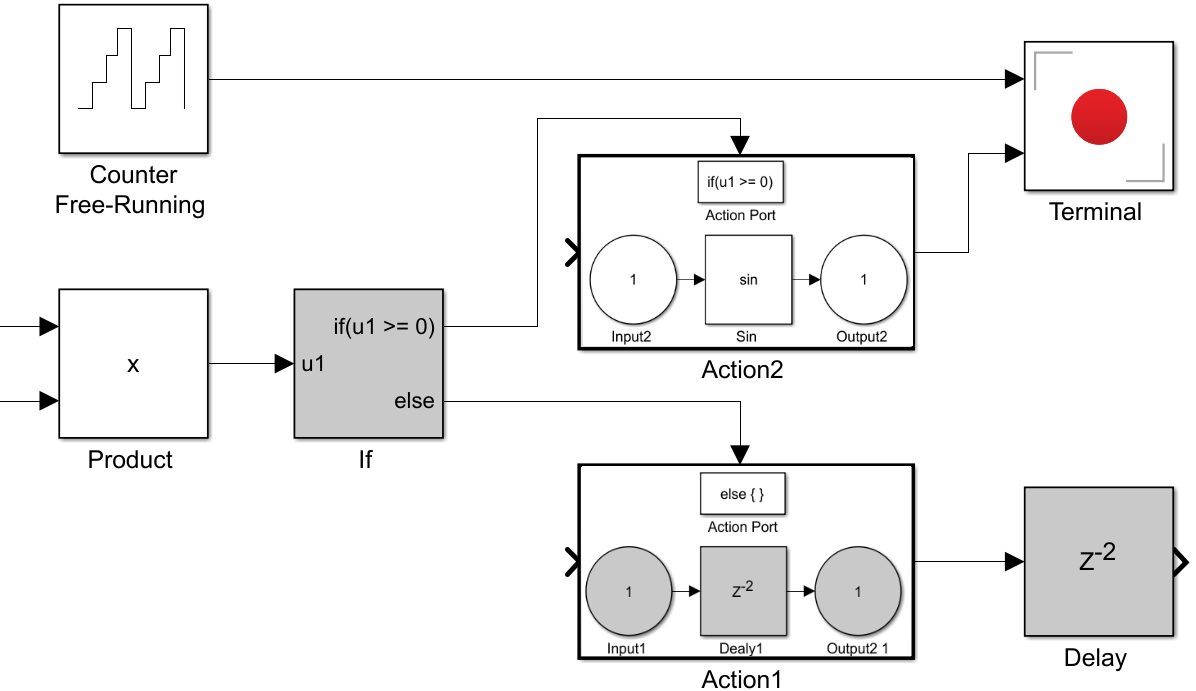 Counter
Free-Running
Terminal
if(u1 >= 0)
Action Port
1
sin
1
Input2
Sin
Output2
Action2
x
Product
if(u1 >= 0)
u1
else
If
else { }
Action Port
1
Z-2
1
Input1
Dealy1
Output2 1
Action1
Z-2
Delay